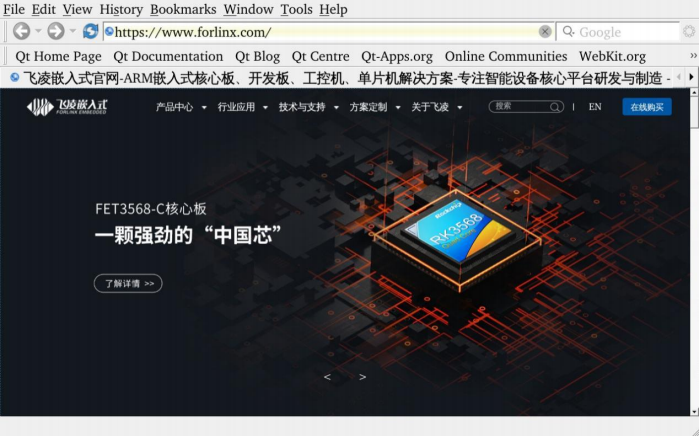 File Edit View History Bookmarks Window Tools Help
https://www.forlinx.com/ Google
Qt Home Page Qt Documentation Qt Blog Qt Centre Qt-Apps.org Online Communities WebKit.org »
飞凌嵌入式官网-ARM嵌入式核心板、开发板、工控机、单片机解决方案-专注智能设备核心平台研发与制造 -
飞凌嵌入式 产品中心 行业应用 技术与支持 方案定制 关于飞凌 搜索 | EN 在线购买
FORLINX EMBEDDED
FET3568-C核心板
一颗强劲的“中国芯”
了解详情 >>
Rockchip
RK3568
< >